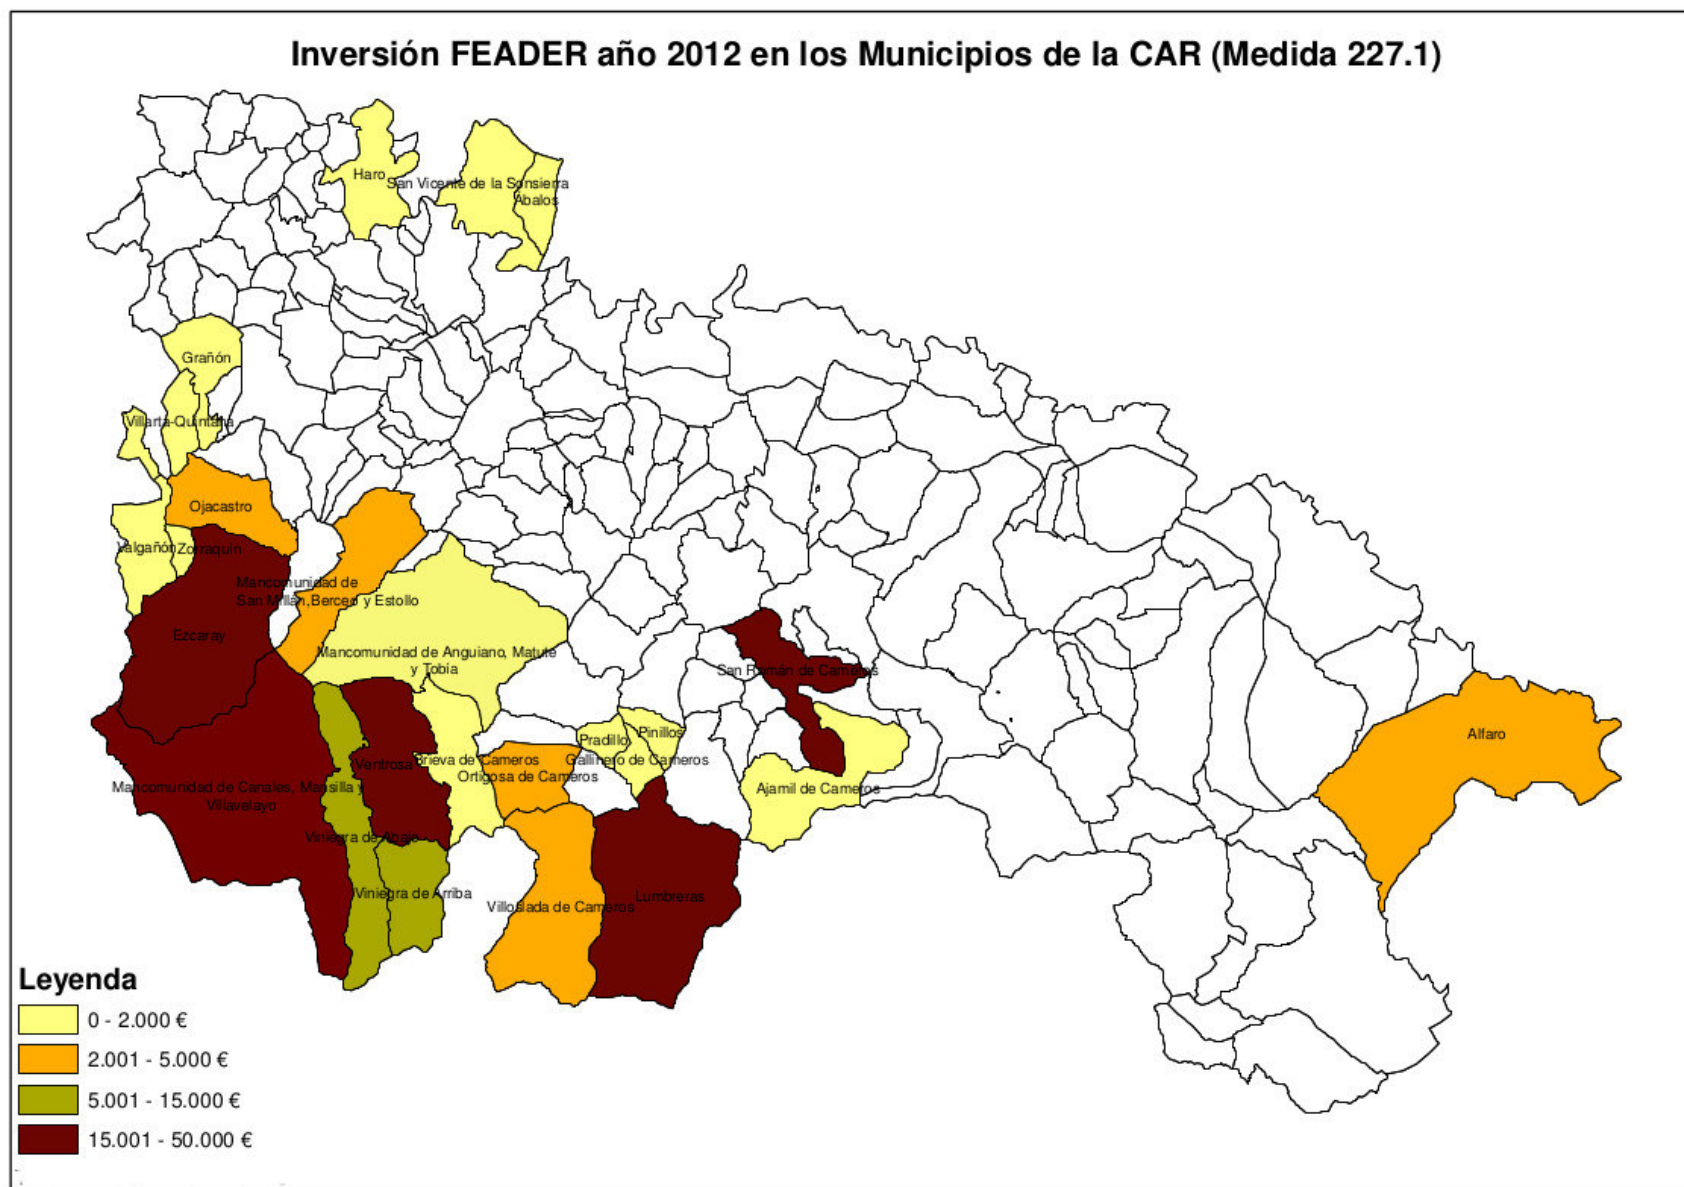 Inversión FEADER año 2012 en los Municipios de la CAR (Medida 227.1)
Haro
San Vicente de la Sonsierra
Abalos
Grañón
Villarta-Quintana
Ojacastro
Valgañón
Zorraquín
Mancomunidad de
San Millán,Berceo y Estollo
Ezcaray
Mancomunidad de Anguiano, Matute
y Tobía
San Román de Cameros
Pradillo
Pinillos
Gallinero de Cameros
Brieva de Cameros
Ortigosa de Cameros
Ventrosa
Mancomunidad de Canales, Mansilla y
Villavelayo
Ajamil de Cameros
Alfaro
Viniegra de Abajo
Viniegra de Arriba
Villoslada de Cameros
Lumbreras
Leyenda
0 - 2.000 €
2.001 - 5.000 €
5.001 - 15.000 €
15.001 - 50.000 €